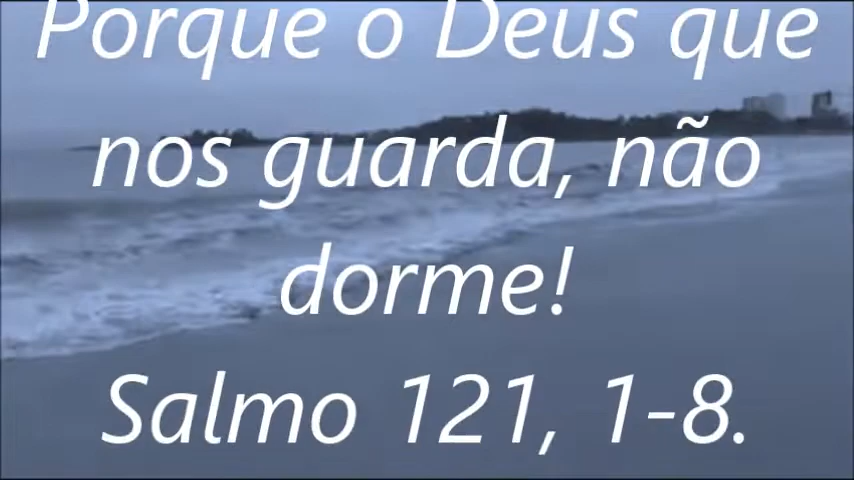 Porque o Deus que
nos guarda, não
dorme!
Salmo 121, 1-8.